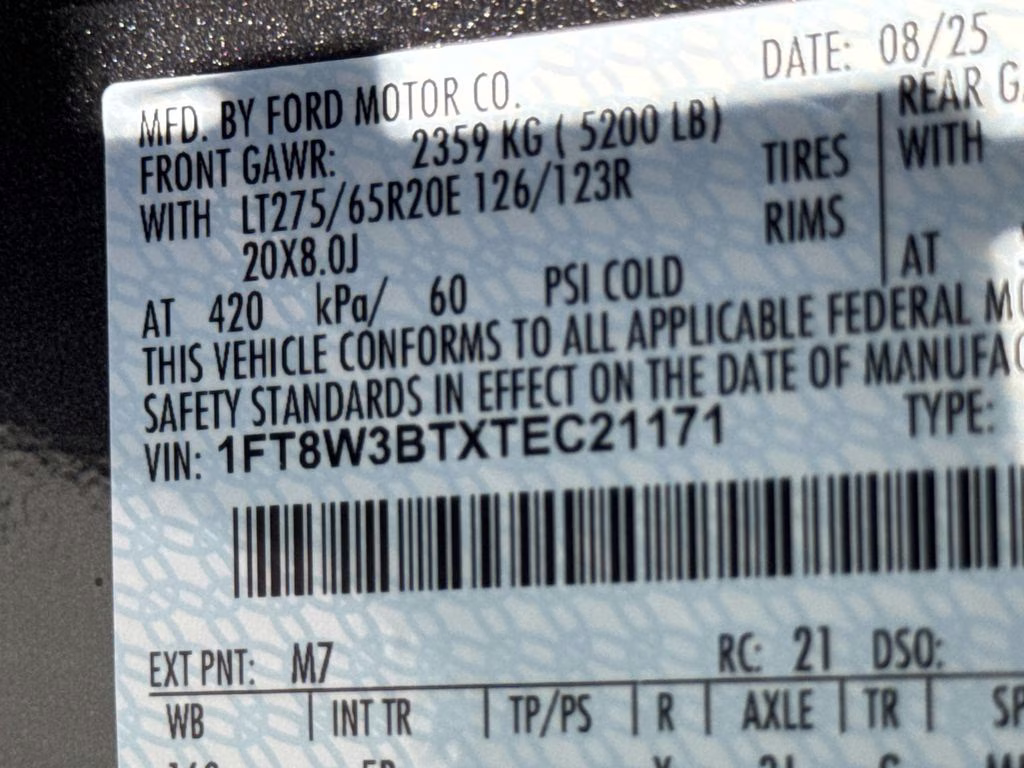 DATE: 08/25
MFD. BY FORD MOTOR CO.
FRONT GAWR: 2359 KG ( 5200 LB)
REAR
WITH LT275/65R20E 126/123R TIRES
WITH
20X8.0J RIMS
AT 420 kPa/ 60 PSI COLD
AT
THIS VEHICLE CONFORMS TO ALL APPLICABLE FEDERAL
SAFETY STANDARDS IN EFFECT ON THE DATE OF
VIN: 1FT8W3BTXTEC21171 TYPE:
EXT PNT: M7 RC: 21 DSO:
WB INT TR TP/PS R AXLE TR